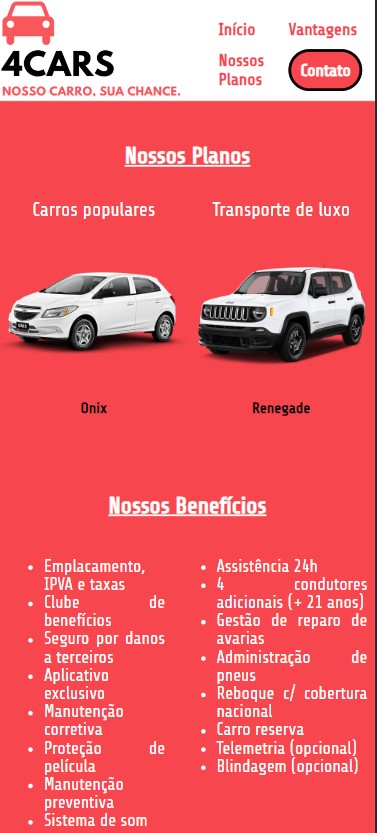 4CARS
NOSSO CARRO, SUA CHANCE.
Início
Vantagens
Nossos
Planos
Contato
Nossos Planos
Carros populares
Transporte de luxo
Onix
Renegade
Nossos Benefícios
• Emplacamento,
IPVA e taxas
• Clube de
benefícios
• Seguro por danos
a terceiros
• Aplicativo
exclusivo
• Manutenção
corretiva
• Proteção de
película
• Manutenção
preventiva
• Sistema de som
• Assistência 24h
• 4 condutores
adicionais (+ 21 anos)
• Gestão de reparo de
avarias
• Administração de
pneus
• Reboque c/ cobertura
nacional
• Carro reserva
• Telemetria (opcional)
• Blindagem (opcional)